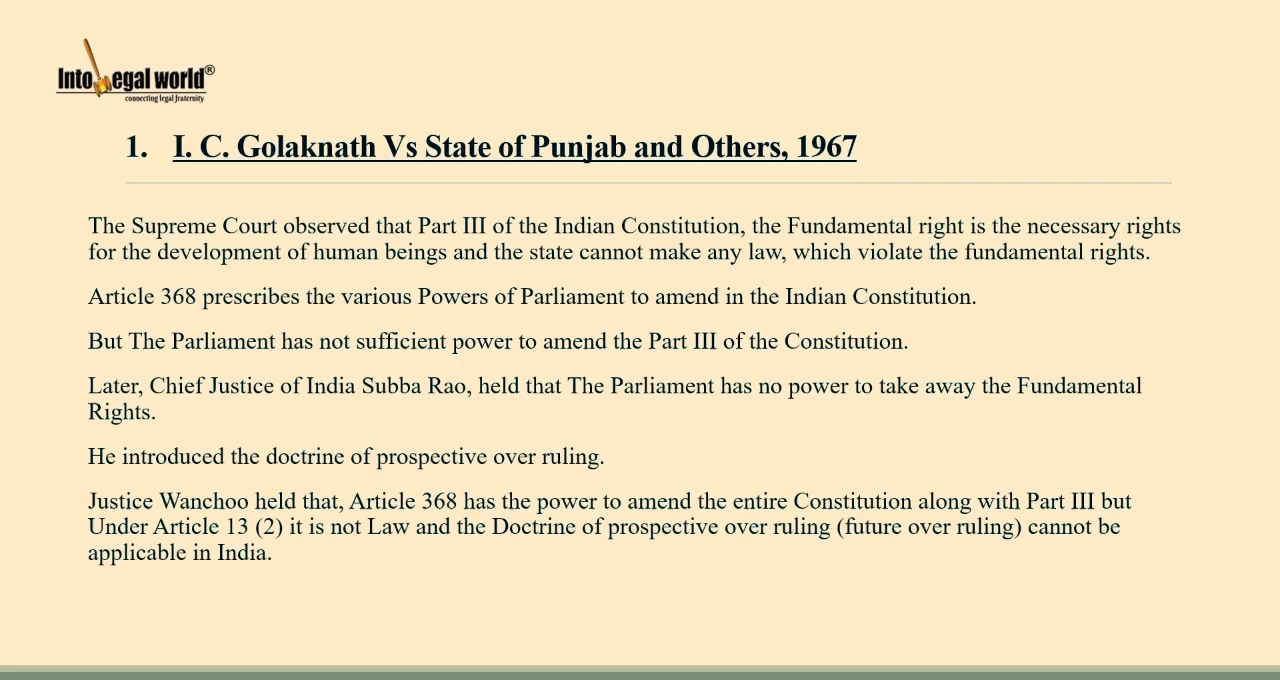 Into Legal world®
connecting legal fraternity
1. I. C. Golaknath Vs State of Punjab and Others, 1967
The Supreme Court observed that Part III of the Indian Constitution, the Fundamental right is the necessary rights
for the development of human beings and the state cannot make any law, which violate the fundamental rights.
Article 368 prescribes the various Powers of Parliament to amend in the Indian Constitution.
But The Parliament has not sufficient power to amend the Part III of the Constitution.
Later, Chief Justice of India Subba Rao, held that The Parliament has no power to take away the Fundamental
Rights.
He introduced the doctrine of prospective over ruling.
Justice Wanchoo held that, Article 368 has the power to amend the entire Constitution along with Part III but
Under Article 13 (2) it is not Law and the Doctrine of prospective over ruling (future over ruling) cannot be
applicable in India.